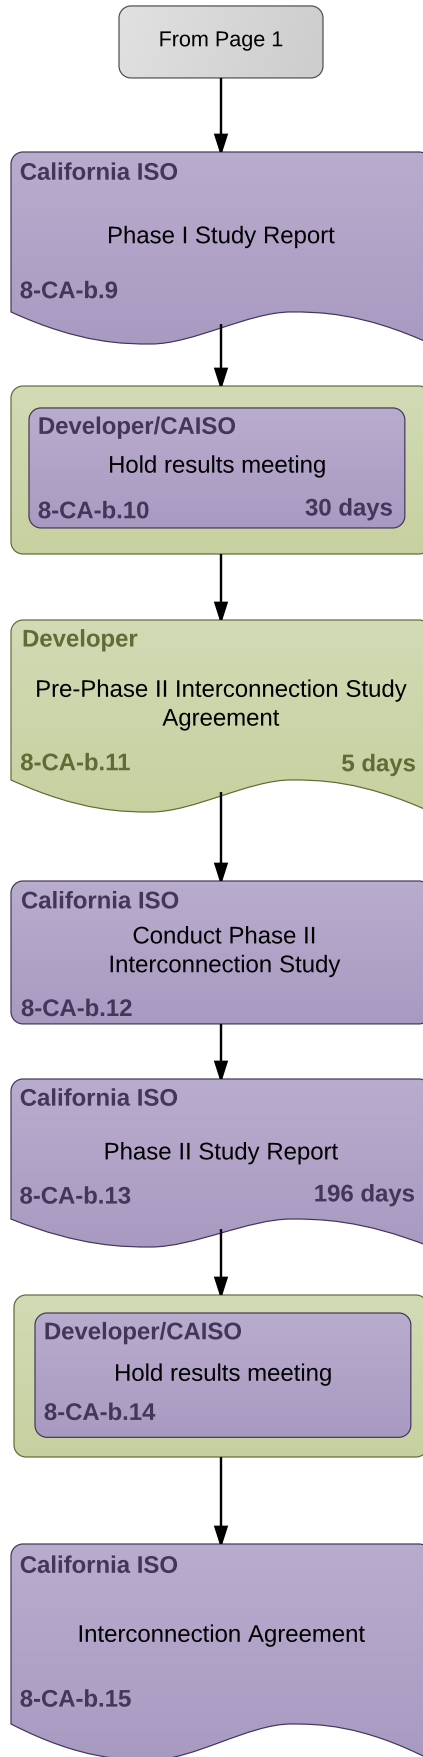 From Page 1
California ISO
Phase I Study Report
8-CA-b.9
Developer/CAISO
Hold results meeting
8-CA-b.10
30 days
Developer
Pre-Phase II Interconnection Study
Agreement
8-CA-b.11
5 days
California ISO
Conduct Phase II
Interconnection Study
8-CA-b.12
California ISO
Phase II Study Report
8-CA-b.13
196 days
Developer/CAISO
Hold results meeting
8-CA-b.14
California ISO
Interconnection Agreement
8-CA-b.15